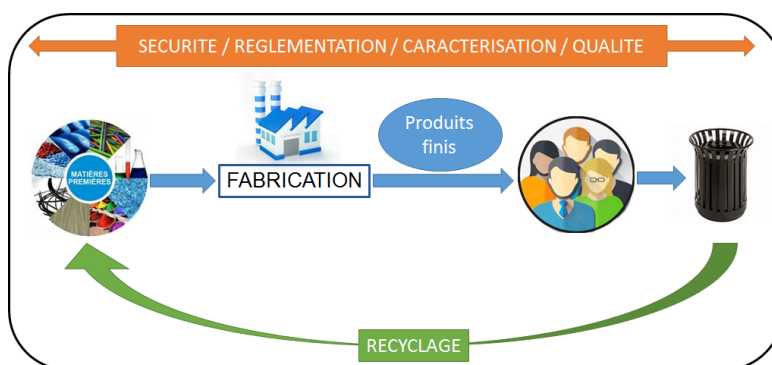 SECURITE / REGLEMENTATION / CARACTERISATION / QUALITE
Produits
finis
MATIÈRES
PREMIÈRES
FABRICATION
RECYCLAGE